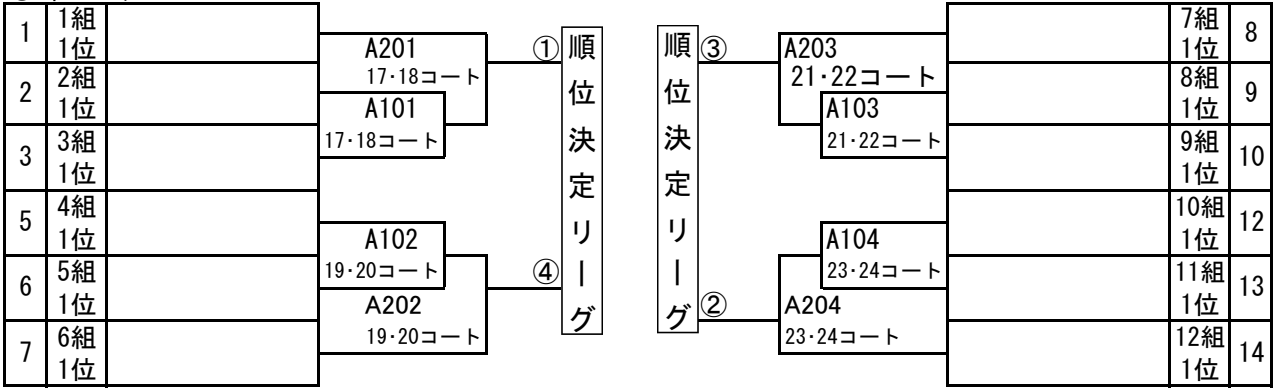 1
1組
1位
2
2組
1位
3
3組
1位
5
4組
1位
6
5組
1位
7
6組
1位
A201
17・18コート
A101
17・18コート
A102
19・20コート
A202
19・20コート
①
④
順位決定リーグ
順位決定リーグ
③
②
A203
21・22コート
A103
21・22コート
A104
23・24コート
A204
23・24コート
7組
1位
8
8組
1位
9
9組
1位
10
10組
1位
12
11組
1位
13
12組
1位
14